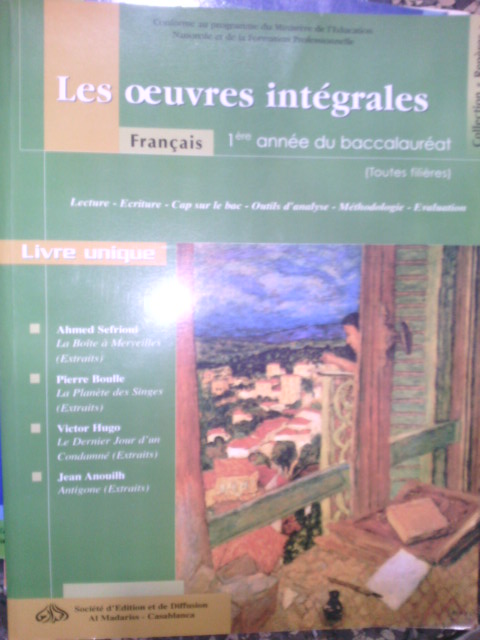 Conforme au programme du Ministère de l'Education
Nationale et de la Formation Professionnelle
Les œuvres intégrales
Français
1ère année du baccalauréat
(Toutes filières)
Lecture - Ecriture - Cap sur le bac - Outils d'analyse - Méthodologie - Evaluation
Livre unique
Ahmed Sefrioui
La Boîte à Merveilles
(Extraits)
Pierre Boulle
La Planète des Singes
(Extraits)
Victor Hugo
Le Dernier Jour d'un
Condamné (Extraits)
Jean Anouilh
Antigone (Extraits)
Société d'Edition et de Diffusion
Al Madariss - Casablanca
Collection